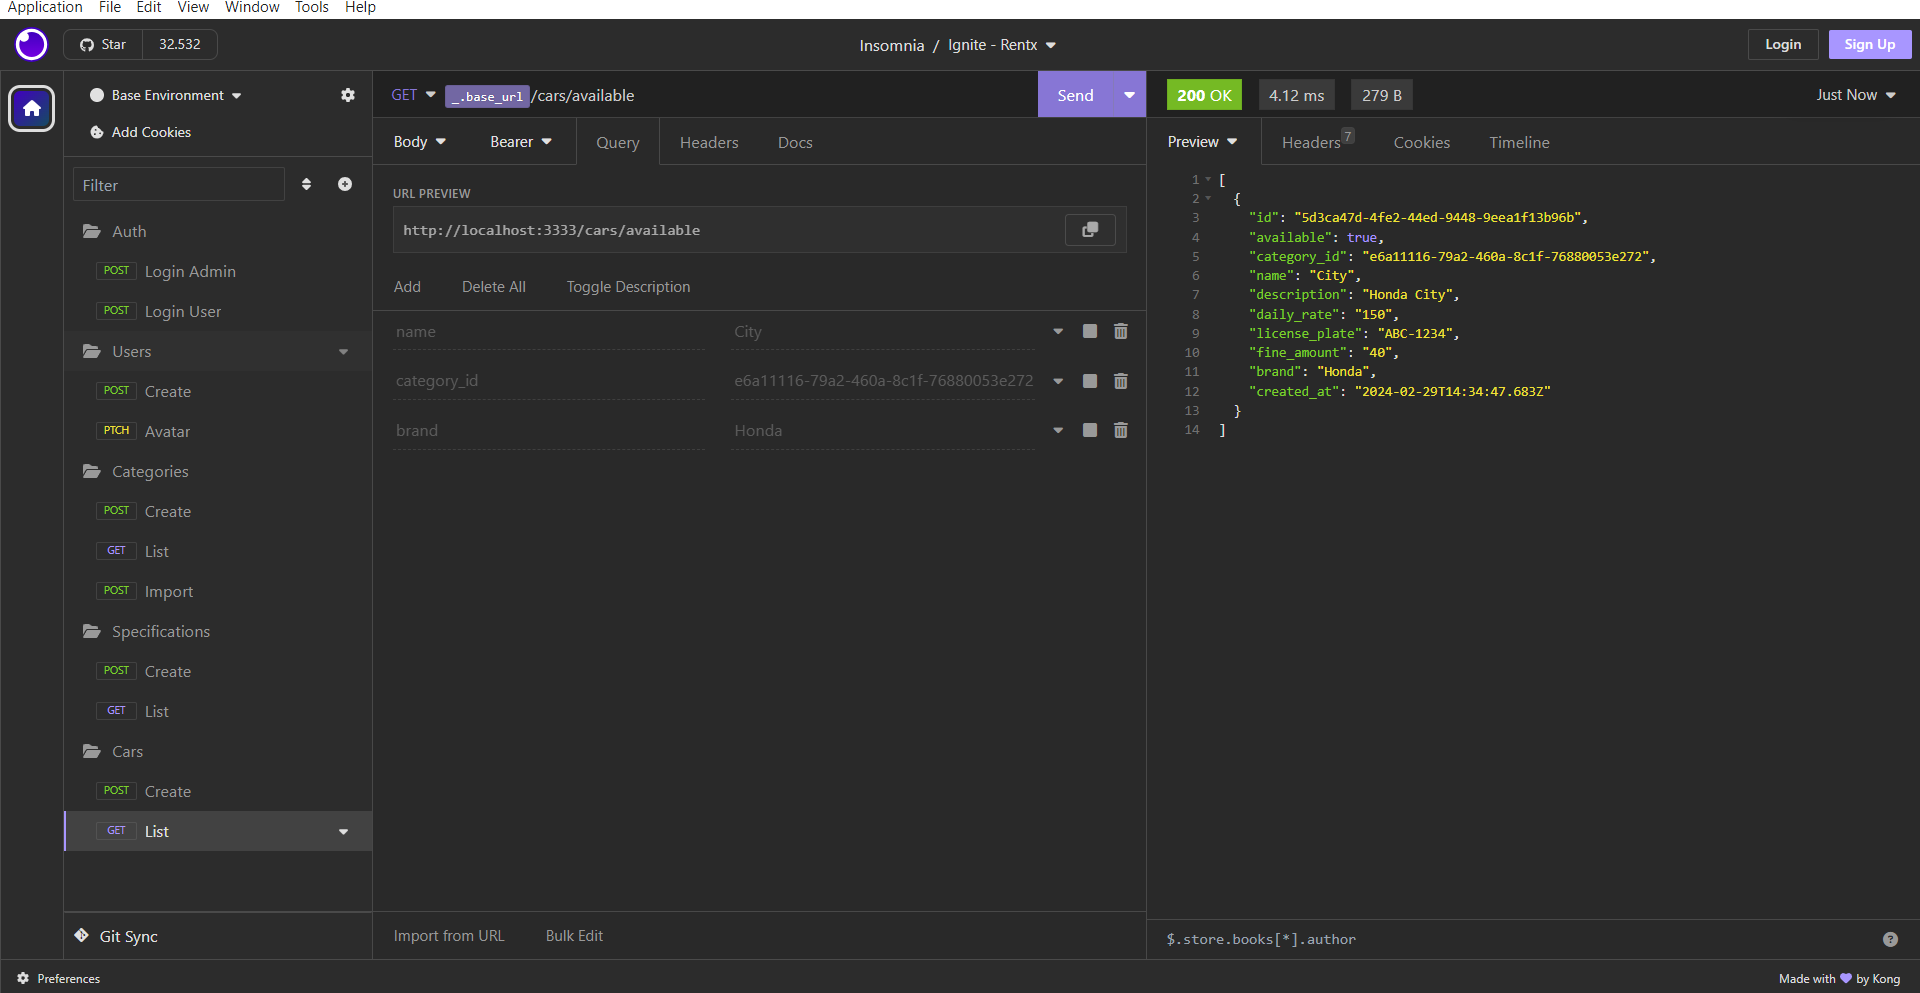 Application File Edit View Window Tools Help
Star 32.532
Insomnia / Ignite - Rentx
Login Sign Up
Base Environment
Add Cookies
Filter
Auth
POST Login Admin
POST Login User
Users
POST Create
PTCH Avatar
Categories
POST Create
GET List
POST Import
Specifications
POST Create
GET List
Cars
POST Create
GET List
Git Sync
Preferences
GET _.base_url/cars/available
Send
Body Bearer Query Headers Docs
URL PREVIEW
http://localhost:3333/cars/available
Add Delete All Toggle Description
name City
category_id e6a11116-79a2-460a-8c1f-76880053e272
brand Honda
Import from URL Bulk Edit
200 OK 4.12 ms 279 B Just Now
Preview Headers 7 Cookies Timeline
1 [
2 {
3 "id": "5d3ca47d-4fe2-44ed-9448-9eea1f13b96b",
4 "available": true,
5 "category_id": "e6a11116-79a2-460a-8c1f-76880053e272",
6 "name": "City",
7 "description": "Honda City",
8 "daily_rate": "150",
9 "license_plate": "ABC-1234",
10 "fine_amount": "40",
11 "brand": "Honda",
12 "created_at": "2024-02-29T14:34:47.683Z"
13 }
14 ]
$.store.books[*].author
Made with 💜 by Kong